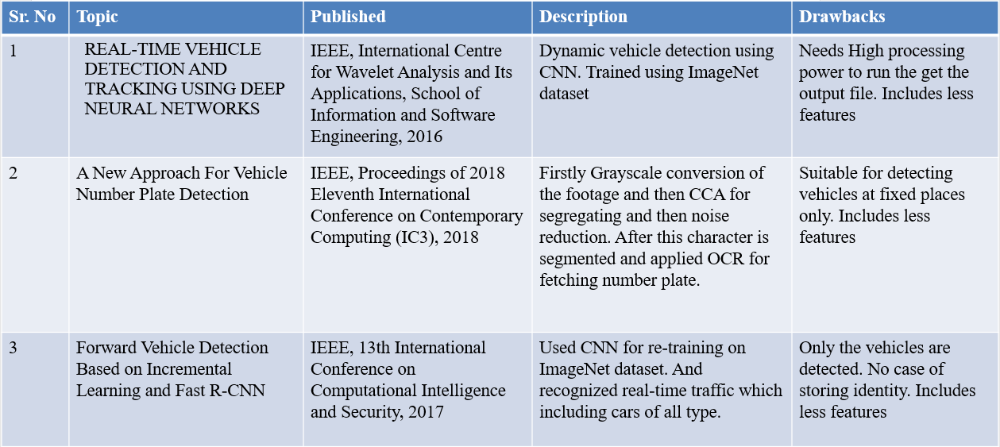 Sr. No
Topic
Published
Description
Drawbacks
1
REAL-TIME VEHICLE
DETECTION AND
TRACKING USING DEEP
NEURAL NETWORKS
IEEE, International Centre
for Wavelet Analysis and Its
Applications, School of
Information and Software
Engineering, 2016
Dynamic vehicle detection using
CNN. Trained using ImageNet
dataset
Needs High processing
power to run the get the
output file. Includes less
features
2
A New Approach For Vehicle
Number Plate Detection
IEEE, Proceedings of 2018
Eleventh International
Conference on Contemporary
Computing (IC3), 2018
Firstly Grayscale conversion of
the footage and then CCA for
segregating and then noise
reduction. After this character is
segmented and applied OCR for
fetching number plate.
Suitable for detecting
vehicles at fixed places
only. Includes less
features
3
Forward Vehicle Detection
Based on Incremental
Learning and Fast R-CNN
IEEE, 13th International
Conference on
Computational Intelligence
and Security, 2017
Used CNN for re-training on
ImageNet dataset. And
recognized real-time traffic which
including cars of all type.
Only the vehicles are
detected. No case of
storing identity. Includes
less features